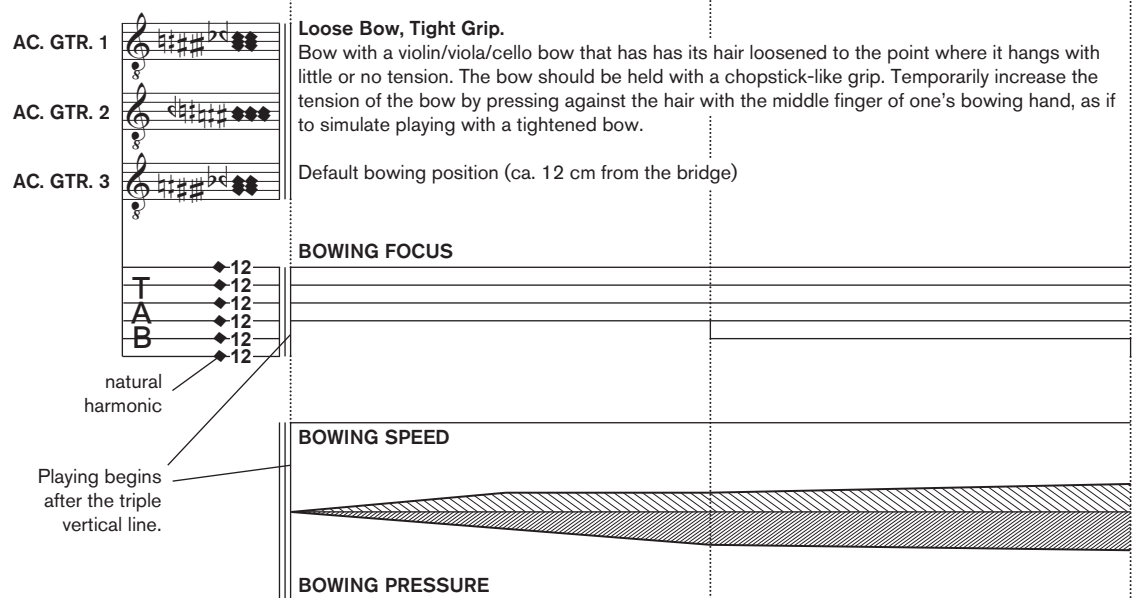 AC. GTR. 1
8
AC. GTR. 2
8
AC. GTR. 3
8
Loose Bow, Tight Grip.
Bow with a violin/viola/cello bow that has has its hair loosened to the point where it hangs with
little or no tension. The bow should be held with a chopstick-like grip. Temporarily increase the
tension of the bow by pressing against the hair with the middle finger of one’s bowing hand, as if
to simulate playing with a tightened bow.
Default bowing position (ca. 12 cm from the bridge)
BOWING FOCUS
T
A
B
12
12
12
12
12
12
natural
harmonic
BOWING SPEED
Playing begins
after the triple
vertical line.
BOWING PRESSURE